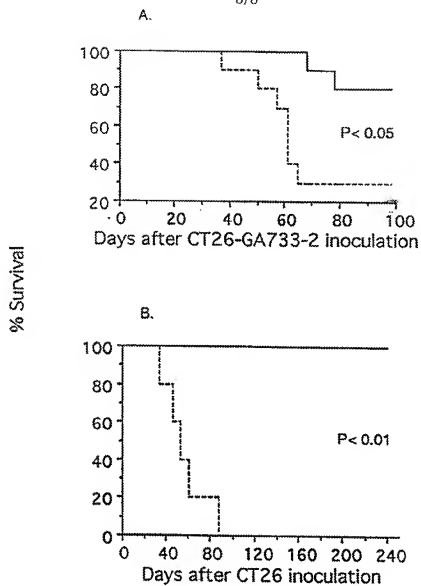 A.
100
80
60
40
20
P< 0.05
0 20 40 60 80 100
Days after CT26-GA733-2 inoculation
% Survival
B.
100
80
60
40
20
0
P< 0.01
0 40 80 120 160 200 240
Days after CT26 inoculation